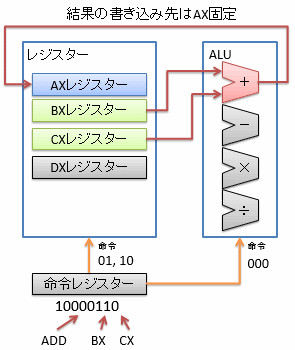 結果の書き込み先はAX固定
レジスター
ALU
AXレジスター
BXレジスター
CXレジスター
DXレジスター
+
−
×
÷
命令
01, 10
命令
000
命令レジスター
10000110
ADD BX CX